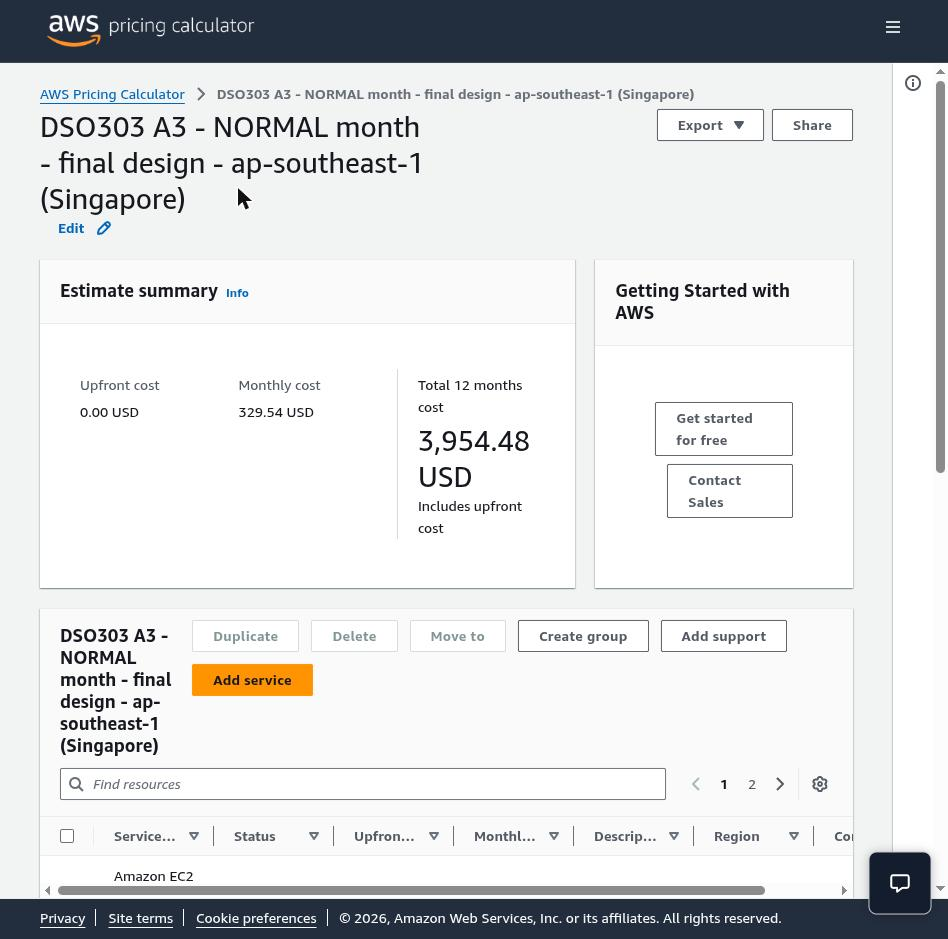 aws pricing calculator
AWS Pricing Calculator
DSO303 A3 - NORMAL month - final design - ap-southeast-1 (Singapore)
DSO303 A3 - NORMAL month
- final design - ap-southeast-1
(Singapore)
Edit
Export
Share
Estimate summary Info
Upfront cost
0.00 USD
Monthly cost
329.54 USD
Total 12 months
cost
3,954.48
USD
Includes upfront
cost
Getting Started with
AWS
Get started
for free
Contact
Sales
DSO303 A3 -
NORMAL
month - final
design - ap-
southeast-1
(Singapore)
Duplicate
Delete
Move to
Create group
Add support
Add service
Find resources
1 2
Service... Status Upfron... Monthl... Descrip... Region Con
Amazon EC2
Privacy | Site terms | Cookie preferences | © 2026, Amazon Web Services, Inc. or its affiliates. All rights reserved.